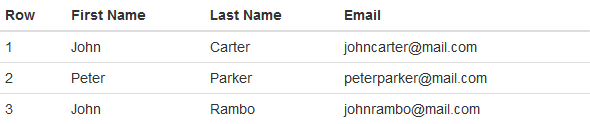 Row First Name Last Name Email
1 John Carter johncarter@mail.com
2 Peter Parker peterparker@mail.com
3 John Rambo johnrambo@mail.com